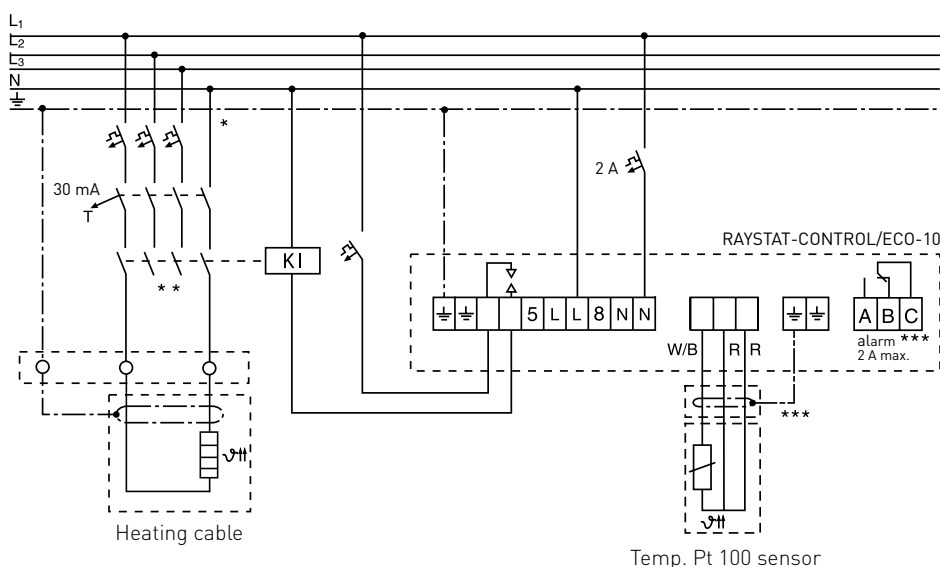 L1
L2
L3
N
*
30 mA
T
2 A
RAYSTAT-CONTROL/ECO-10
KI
* *
5 L L 8 N N
A B C
W/B R R
alarm ***
2 A max.
***
Heating cable
Temp. Pt 100 sensor